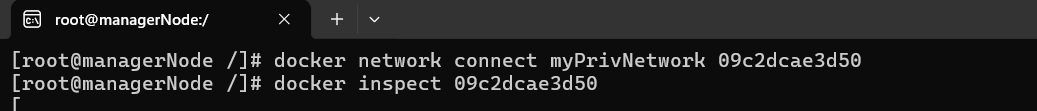 root@managerNode:/
[root@managerNode /]# docker network connect myPrivNetwork 09c2dcae3d50
[root@managerNode /]# docker inspect 09c2dcae3d50
[